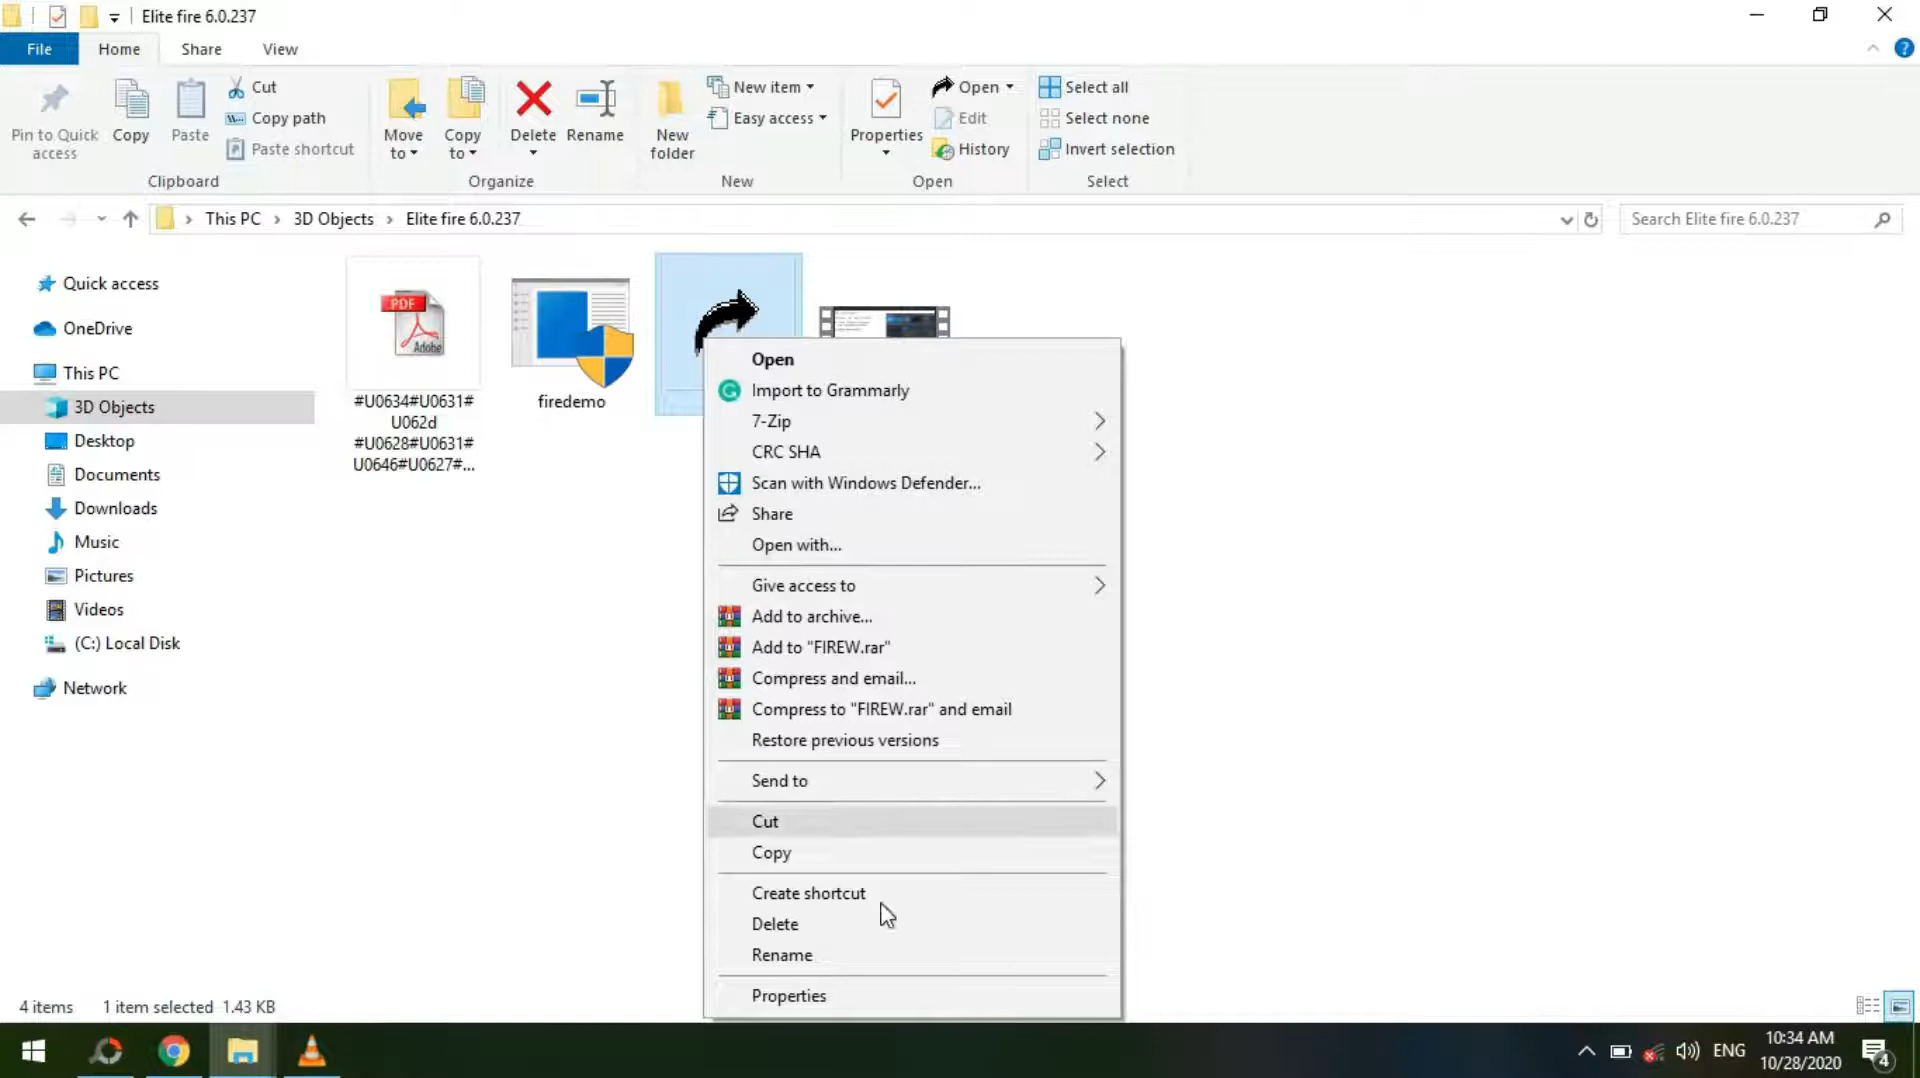 Elite fire 6.0.237
File
Home
Share
View
Pin to Quick
access
Copy
Paste
Cut
Copy path
Paste shortcut
Clipboard
Move
to
Copy
to
Delete
Rename
Organize
New
folder
New item
Easy access
New
Properties
Open
Edit
History
Open
Select all
Select none
Invert selection
Select
This PC > 3D Objects > Elite fire 6.0.237
Search Elite fire 6.0.237
Quick access
OneDrive
This PC
3D Objects
Desktop
Documents
Downloads
Music
Pictures
Videos
(C:) Local Disk
Network
PDF
Adobe
#U0634#U0631#
U062d
#U0628#U0631#
U0646#U0627#...
firedemo
Open
Import to Grammarly
7-Zip
CRC SHA
Scan with Windows Defender...
Share
Open with...
Give access to
Add to archive...
Add to "FIREW.rar"
Compress and email...
Compress to "FIREW.rar" and email
Restore previous versions
Send to
Cut
Copy
Create shortcut
Delete
Rename
Properties
4 items
1 item selected 1.43 KB
ENG
10:34 AM
10/28/2020
4